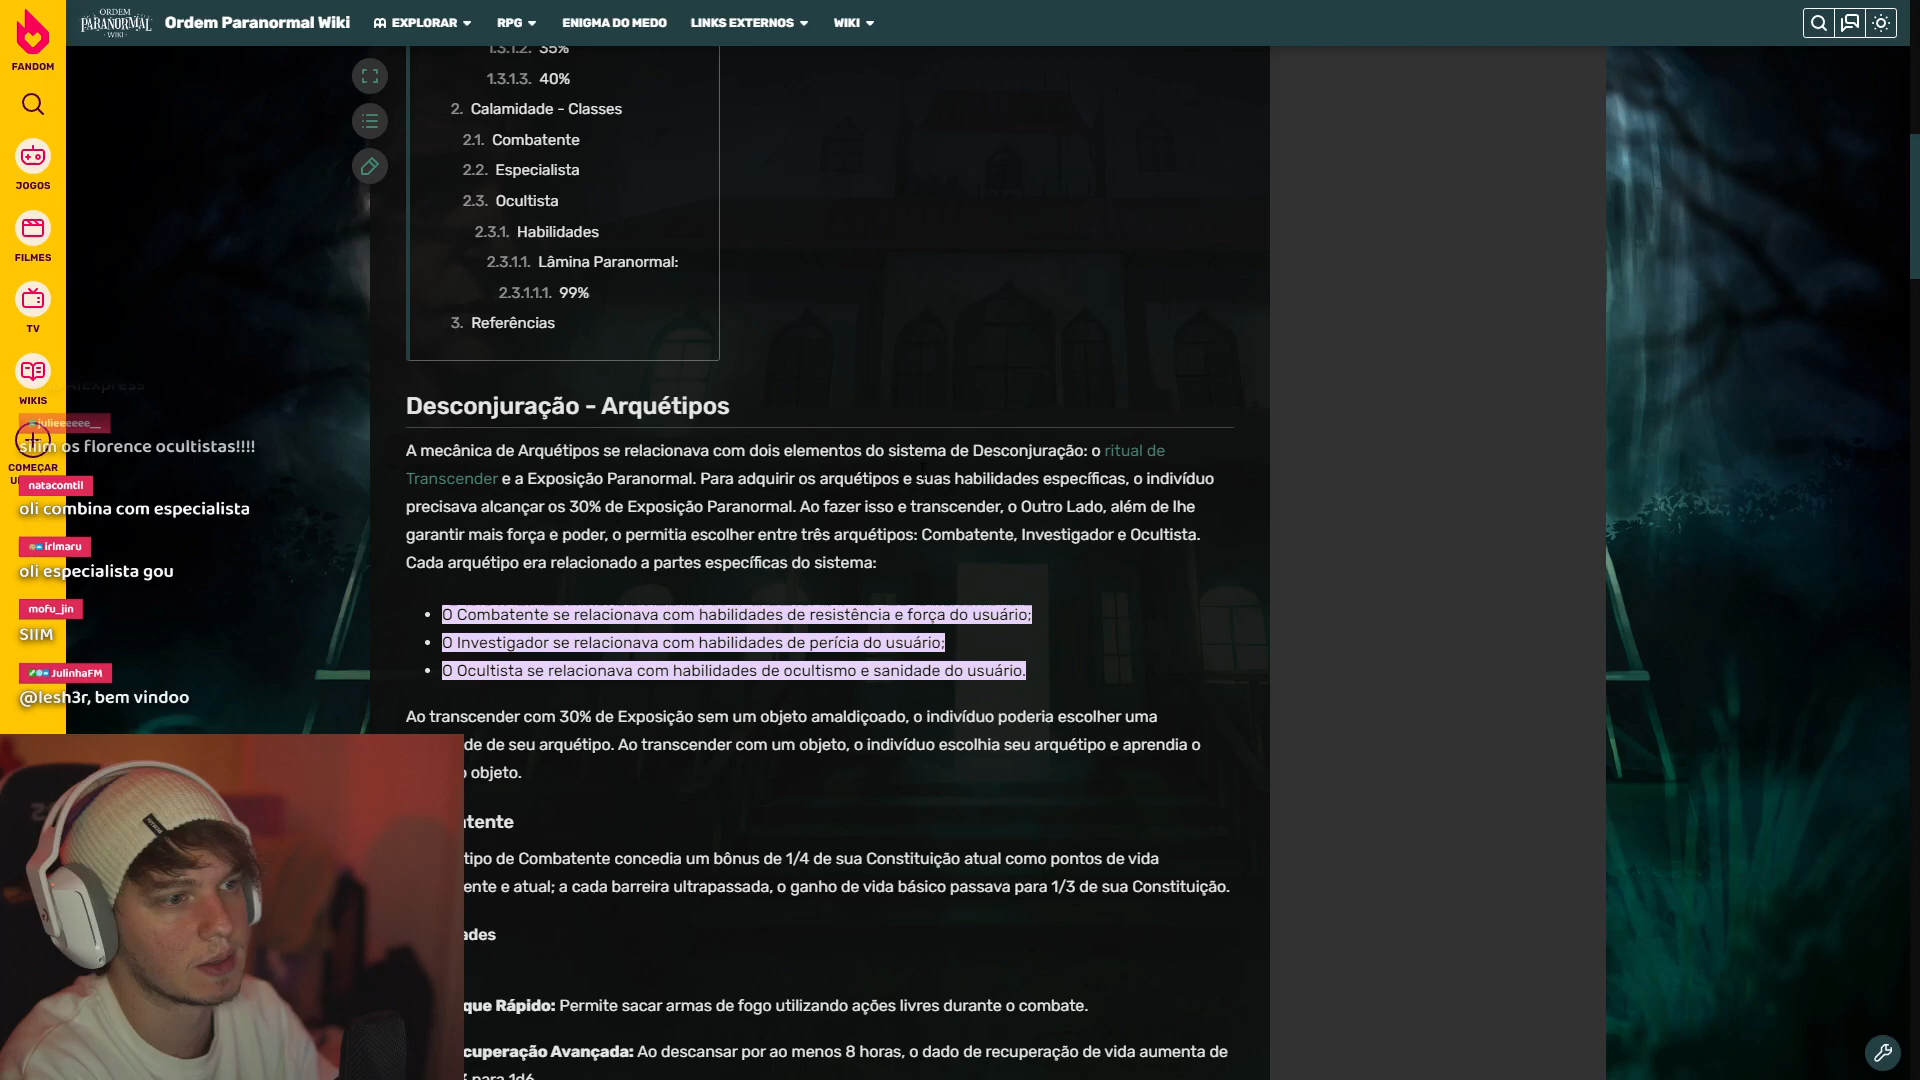 ORDEM
PARANORMAL
WIKI
Ordem Paranormal Wiki
EXPLORAR
RPG
ENIGMA DO MEDO
LINKS EXTERNOS
WIKI
FANDOM
JOGOS
FILMES
TV
WIKIS
COMEÇAR
1.3.1.2. 35%
1.3.1.3. 40%
2. Calamidade - Classes
2.1. Combatente
2.2. Especialista
2.3. Ocultista
2.3.1. Habilidades
2.3.1.1. Lâmina Paranormal:
2.3.1.1.1. 99%
3. Referências
Desconjuração - Arquétipos
A mecânica de Arquétipos se relacionava com dois elementos do sistema de Desconjuração: o ritual de
Transcender e a Exposição Paranormal. Para adquirir os arquétipos e suas habilidades específicas, o indivíduo
precisava alcançar os 30% de Exposição Paranormal. Ao fazer isso e transcender, o Outro Lado, além de lhe
garantir mais força e poder, o permitia escolher entre três arquétipos: Combatente, Investigador e Ocultista.
Cada arquétipo era relacionado a partes específicas do sistema:
• O Combatente se relacionava com habilidades de resistência e força do usuário;
• O Investigador se relacionava com habilidades de perícia do usuário;
• O Ocultista se relacionava com habilidades de ocultismo e sanidade do usuário.
Ao transcender com 30% de Exposição sem um objeto amaldiçoado, o indivíduo poderia escolher uma
de de seu arquétipo. Ao transcender com um objeto, o indivíduo escolhia seu arquétipo e aprendia o
objeto.
tente
tipo de Combatente concedia um bônus de 1/4 de sua Constituição atual como pontos de vida
ente e atual; a cada barreira ultrapassada, o ganho de vida básico passava para 1/3 de sua Constituição.
ades
que Rápido: Permite sacar armas de fogo utilizando ações livres durante o combate.
cuperação Avançada: Ao descansar por ao menos 8 horas, o dado de recuperação de vida aumenta de
para 1d6
AliExpress
julieeeeee__
siiim os florence ocultistas!!!!
natacomtil
oli combina com especialista
irlmaru
oli especialista gou
mofu_jin
SIIM
JulinhaFM
@lesh3r, bem vindoo